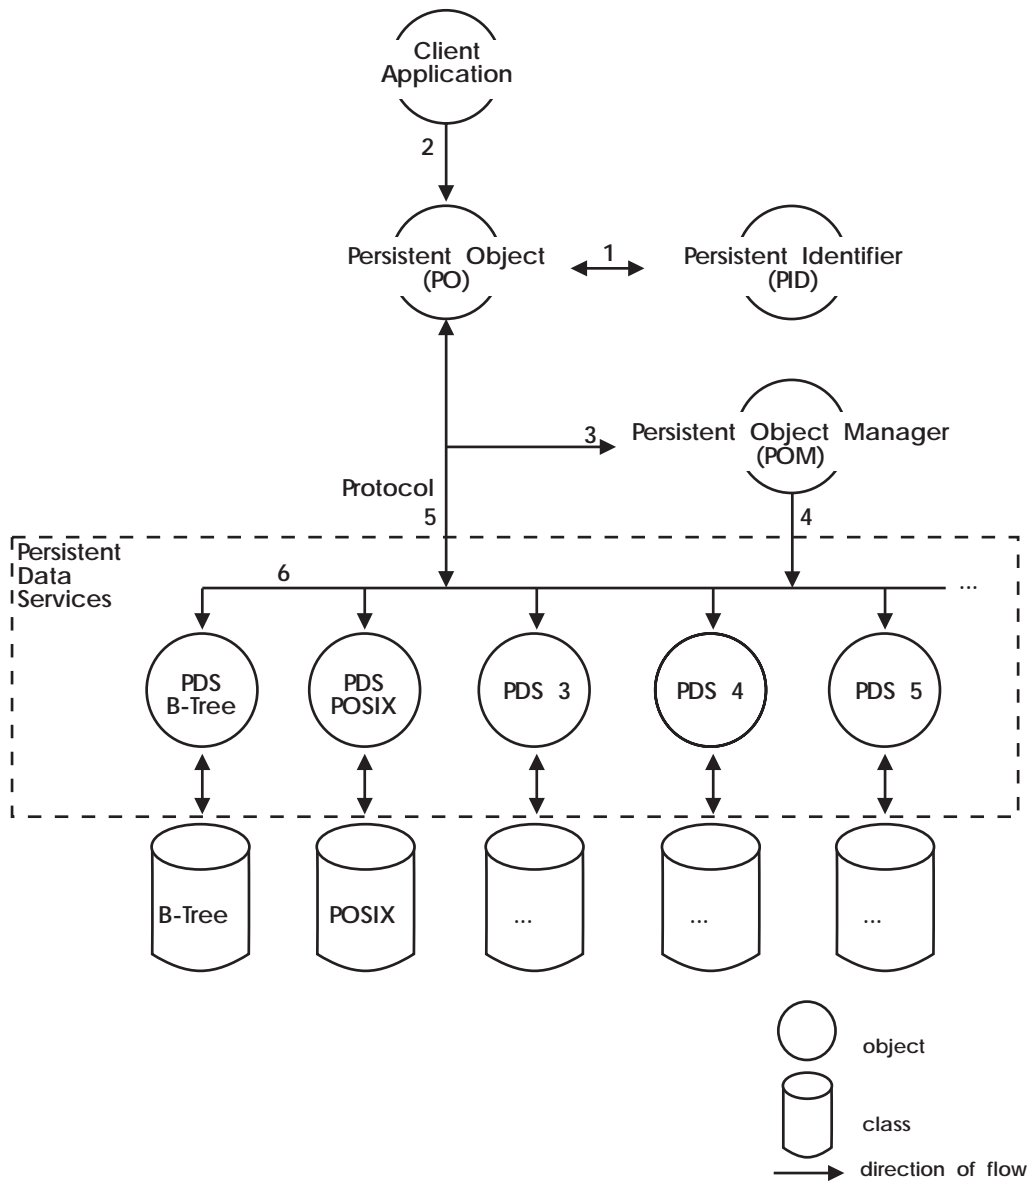 Client
Application
2
Persistent Object
(PO)
1
Persistent Identifier
(PID)
3
Persistent Object Manager
(POM)
Protocol
5
4
Persistent
Data
Services
6
...
PDS
B-Tree
PDS
POSIX
PDS 3
PDS 4
PDS 5
B-Tree
POSIX
...
...
...
object
class
direction of flow